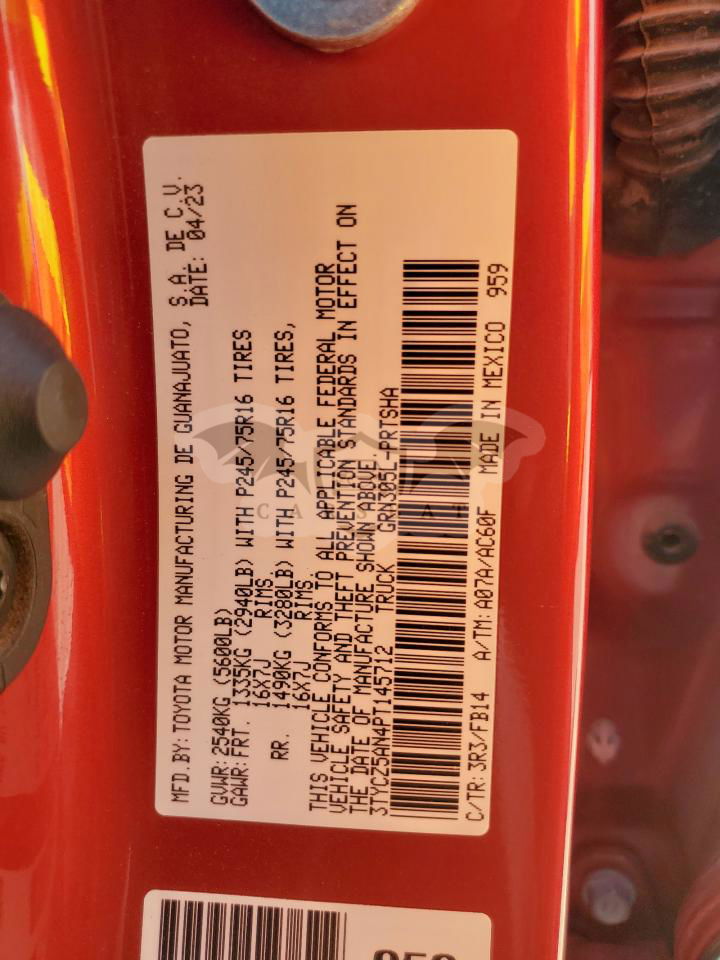 MFD.BY: TOYOTA MOTOR MANUFACTURING DE GUANAJUATO, S.A. DE C.V.
DATE: 04/23
GVWR: 2540KG (5600LB)
GAWR: FRT. 1335KG (2940LB) WITH P245/75R16 TIRES
16X7J RIMS
RR. 1490KG (3280LB) WITH P245/75R16 TIRES,
16X7J RIMS
THIS VEHICLE CONFORMS TO ALL APPLICABLE FEDERAL MOTOR
VEHICLE SAFETY AND THEFT PREVENTION STANDARDS IN EFFECT ON
THE DATE OF MANUFACTURE SHOWN ABOVE.
3TYCZ5AN4PT145712 TRUCK GRN305L-PRTSHA
C/TR: 3R3/FB14 A/TM: A07A/AC60F MADE IN MEXICO 959